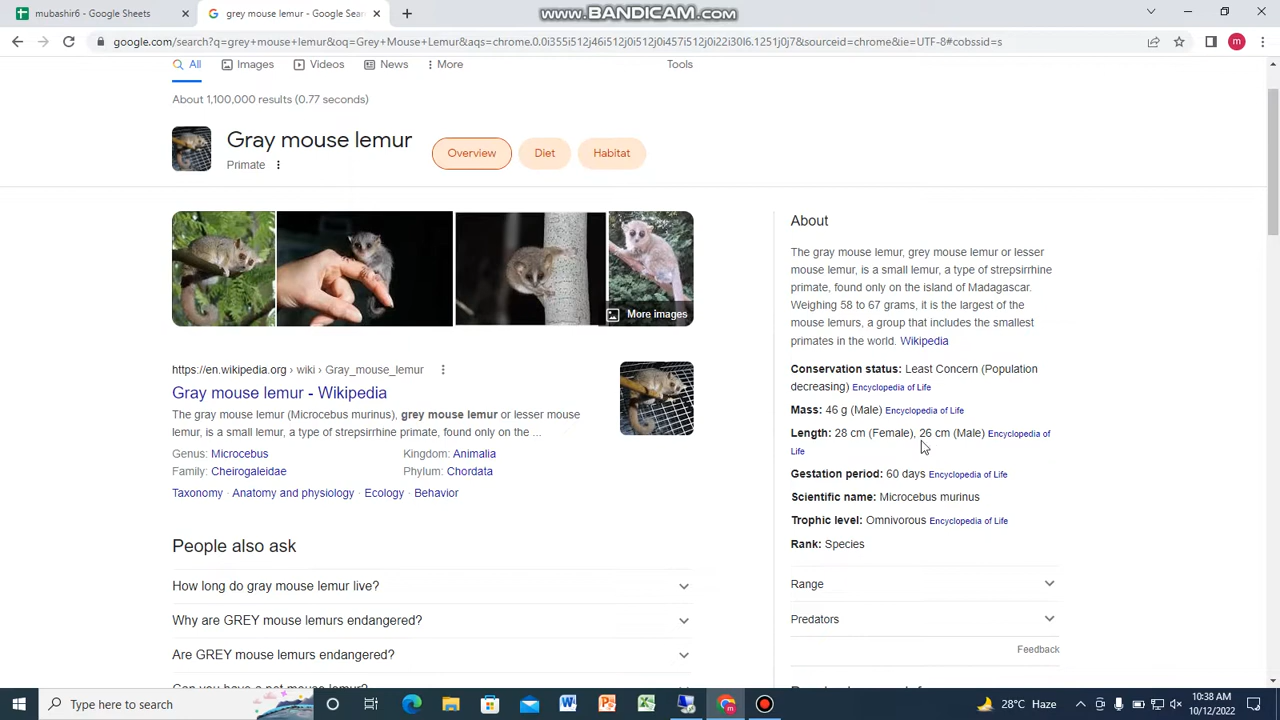 mubashir6 - Google Sheets
grey mouse lemur - Google Sear
www.BANDICAM.com
google.com/search?q=grey+mouse+lemur&oq=Grey+Mouse+Lemur&aqs=chrome.0.0i355i512j46i512j0i512j0i457i512j0i22i30l6.1251j0j7&sourceid=chrome&ie=UTF-8#cobssid=s
m
All
Images
Videos
News
More
Tools
About 1,100,000 results (0.77 seconds)
Gray mouse lemur
Primate
Overview
Diet
Habitat
More images
https://en.wikipedia.org › wiki › Gray_mouse_lemur
Gray mouse lemur - Wikipedia
The gray mouse lemur (Microcebus murinus), grey mouse lemur or lesser mouse
lemur, is a small lemur, a type of strepsirrhine primate, found only on the ...
Genus: Microcebus
Kingdom: Animalia
Family: Cheirogaleidae
Phylum: Chordata
Taxonomy · Anatomy and physiology · Ecology · Behavior
People also ask
How long do gray mouse lemur live?
Why are GREY mouse lemurs endangered?
Are GREY mouse lemurs endangered?
Can you have a pet mouse lemur?
About
The gray mouse lemur, grey mouse lemur or lesser
mouse lemur, is a small lemur, a type of strepsirrhine
primate, found only on the island of Madagascar.
Weighing 58 to 67 grams, it is the largest of the
mouse lemurs, a group that includes the smallest
primates in the world. Wikipedia
Conservation status: Least Concern (Population
decreasing) Encyclopedia of Life
Mass: 46 g (Male) Encyclopedia of Life
Length: 28 cm (Female), 26 cm (Male) Encyclopedia of
Life
Gestation period: 60 days Encyclopedia of Life
Scientific name: Microcebus murinus
Trophic level: Omnivorous Encyclopedia of Life
Rank: Species
Range
Predators
Feedback
Type here to search
28°C Haze
10:38 AM
10/12/2022